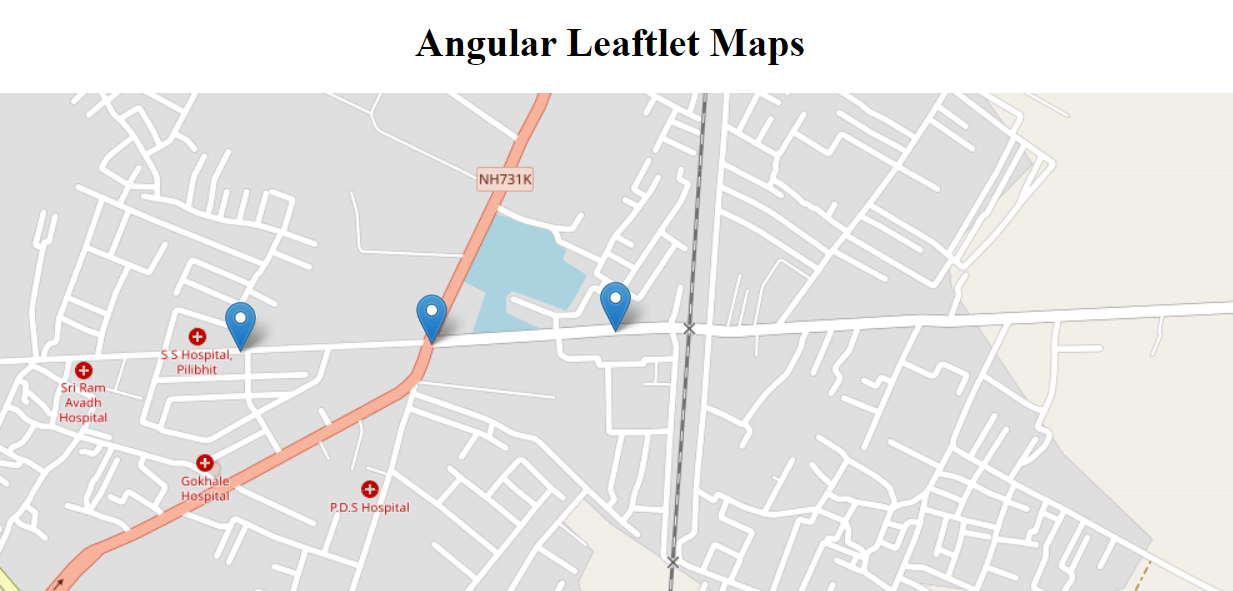 Angular Leaftlet Maps
NH731K
S S Hospital,
Pilibhit
Sri Ram
Avadh
Hospital
Gokhale
Hospital
P.D.S Hospital